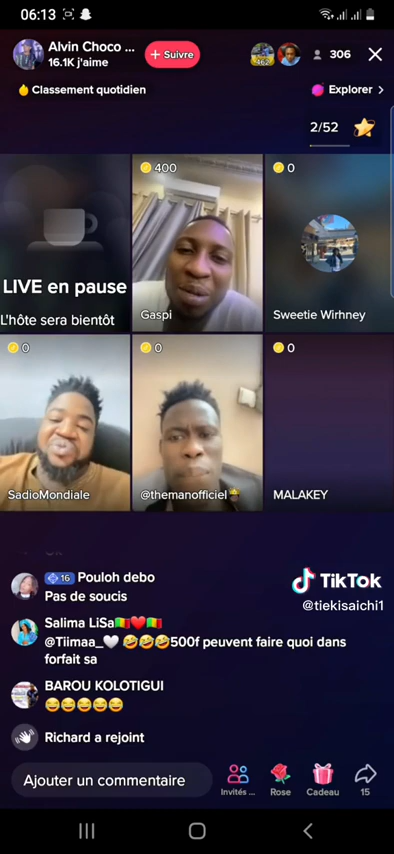 06:13
Alvin Choco ...
16.1K j'aime
+ Suivre
462
306
Classement quotidien
Explorer >
2/52
400
0
LIVE en pause
L'hôte sera bientôt
Gaspi
Sweetie Wirhney
0
0
0
SadioMondiale
@themanofficiel
MALAKEY
16 Pouloh debo
Pas de soucis
TikTok
@tiekisaichi1
Salima LiSa🇲🇱❤️🇲🇱
@Tiimaa_🤍 🤣🤣🤣500f peuvent faire quoi dans
forfait sa
BAROU KOLOTIGUI
😂😂😂😂😂
Richard a rejoint
Ajouter un commentaire
Invités ...
Rose
Cadeau
15